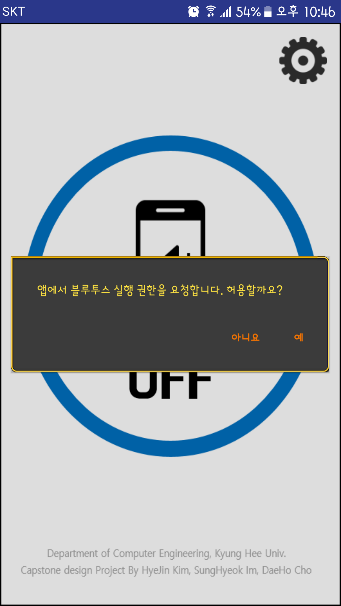 SKT 54% 오후 10:46
앱에서 블루투스 실행 권한을 요청합니다. 허용할까요?
아니요 예
OFF
Department of Computer Engineering, Kyung Hee Univ.
Capstone design Project By HyeJin Kim, SungHyeok Im, DaeHo Cho